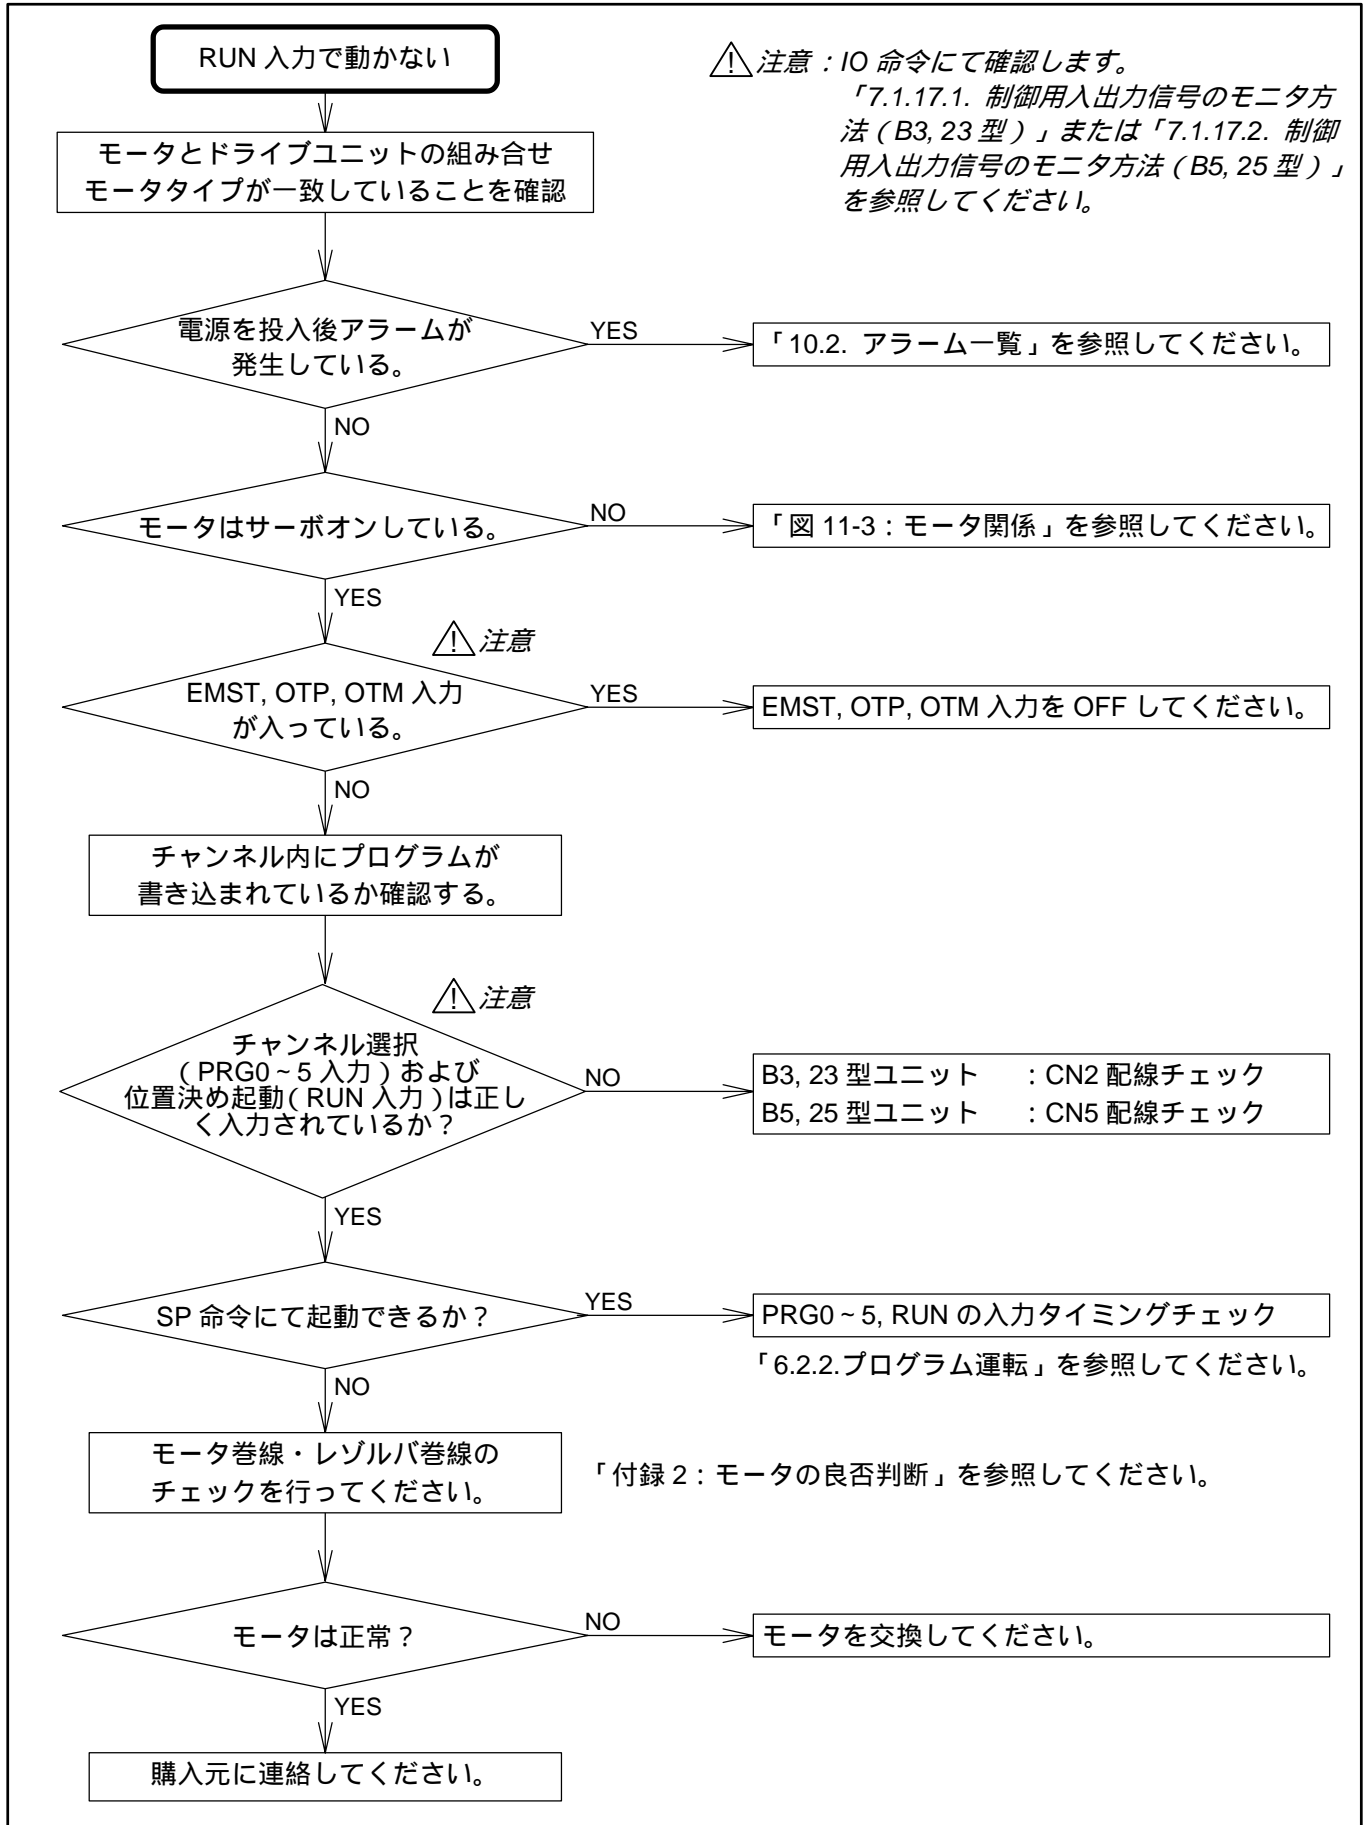 RUN 入力で動かない
注意：IO 命令にて確認します。
「7.1.17.1. 制御用入出力信号のモニタ方
法（B3, 23 型）」または「7.1.17.2. 制御
用入出力信号のモニタ方法（B5, 25 型）」
を参照してください。
モータとドライブユニットの組み合せ
モータタイプが一致していることを確認
電源を投入後アラームが
発生している。
YES
「10.2. アラーム一覧」を参照してください。
NO
モータはサーボオンしている。
NO
「図 11-3：モータ関係」を参照してください。
YES
注意
EMST, OTP, OTM 入力
が入っている。
YES
EMST, OTP, OTM 入力を OFF してください。
NO
チャンネル内にプログラムが
書き込まれているか確認する。
注意
チャンネル選択
（PRG0～5 入力）および
位置決め起動（RUN 入力）は正し
く入力されているか？
NO
B3, 23 型ユニット　：CN2 配線チェック
B5, 25 型ユニット　：CN5 配線チェック
YES
SP 命令にて起動できるか？
YES
PRG0～5, RUN の入力タイミングチェック
「6.2.2.プログラム運転」を参照してください。
NO
モータ巻線・レゾルバ巻線の
チェックを行ってください。
「付録 2：モータの良否判断」を参照してください。
モータは正常？
NO
モータを交換してください。
YES
購入元に連絡してください。